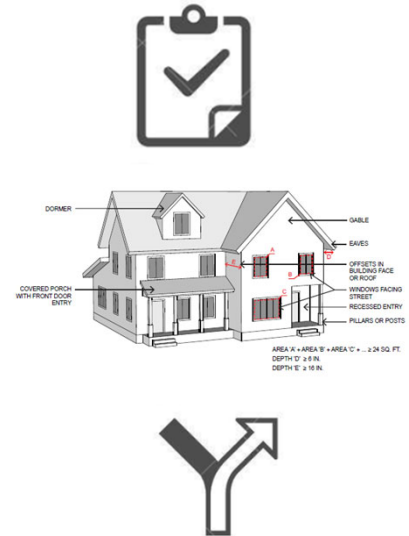 DORMER
GABLE
EAVES
A
D
E
OFFSETS IN
BUILDING FACE
OR ROOF
B
C
WINDOWS FACING
STREET
COVERED PORCH
WITH FRONT DOOR
ENTRY
RECESSED ENTRY
PILLARS OR POSTS
AREA 'A' + AREA 'B' + AREA 'C' + ... ≥ 24 SQ. FT.
DEPTH 'D' ≥ 6 IN.
DEPTH 'E' ≥ 16 IN.